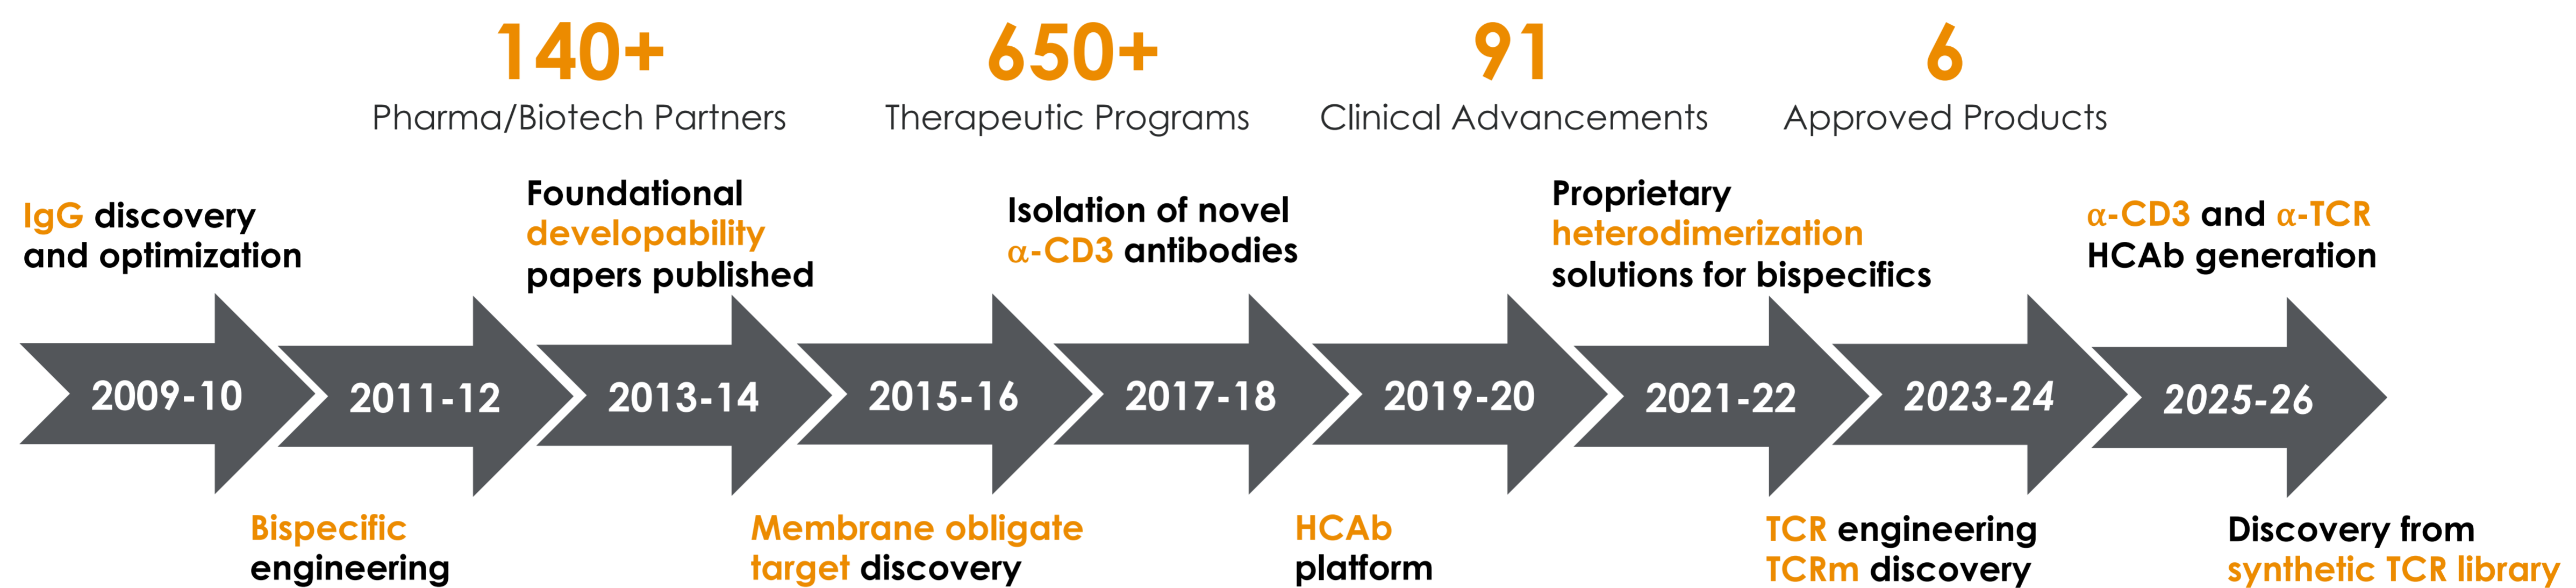 140+
Pharma/Biotech Partners
650+
Therapeutic Programs
91
Clinical Advancements
6
Approved Products
IgG discovery
and optimization
Foundational
developability
papers published
Isolation of novel
α-CD3 antibodies
Proprietary
heterodimerization
solutions for bispecifics
α-CD3 and α-TCR
HCAb generation
2009-10
2011-12
2013-14
2015-16
2017-18
2019-20
2021-22
2023-24
2025-26
Bispecific
engineering
Membrane obligate
target discovery
HCAb
platform
TCR engineering
TCRm discovery
Discovery from
synthetic TCR library